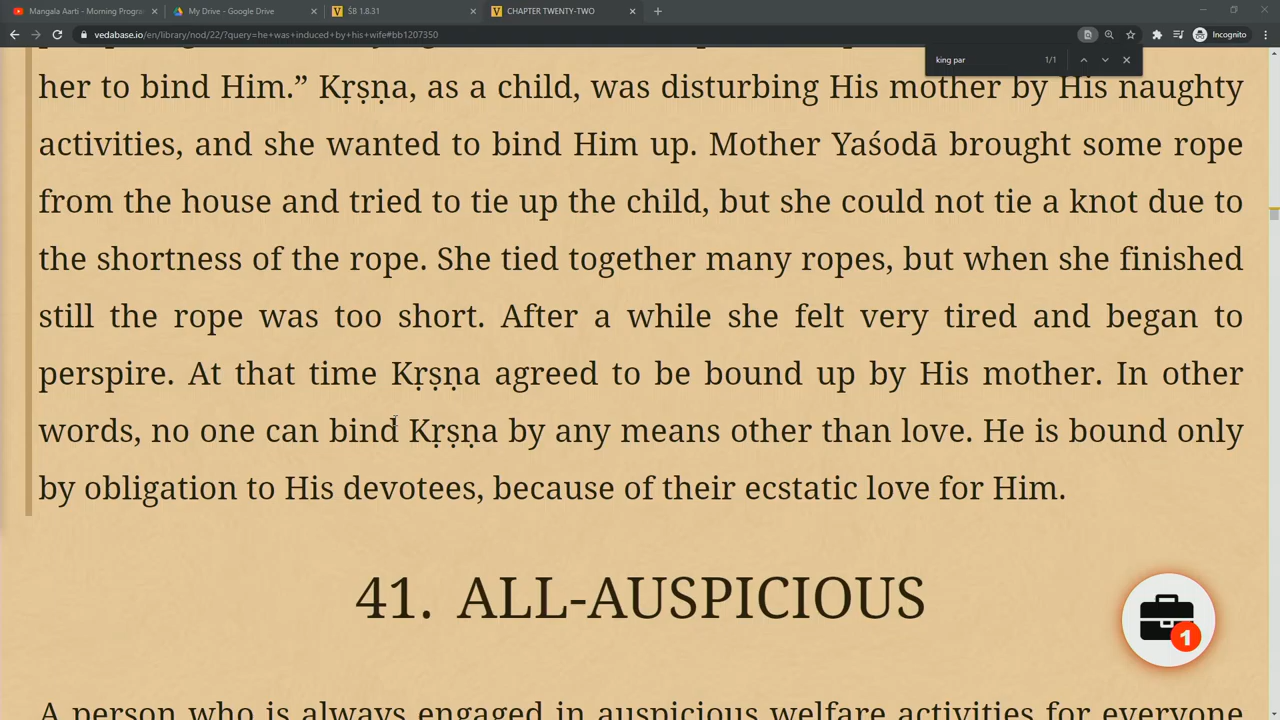 Mangala Aarti - Morning Progra
My Drive - Google Drive
ŚB 1.8.31
CHAPTER TWENTY-TWO
vedabase.io/en/library/nod/22/?query=he+was+induced+by+his+wife#bb1207350
Incognito
king par
1/1
her to bind Him.” Kṛṣṇa, as a child, was disturbing His mother by His naughty
activities, and she wanted to bind Him up. Mother Yaśodā brought some rope
from the house and tried to tie up the child, but she could not tie a knot due to
the shortness of the rope. She tied together many ropes, but when she finished
still the rope was too short. After a while she felt very tired and began to
perspire. At that time Kṛṣṇa agreed to be bound up by His mother. In other
words, no one can bind Kṛṣṇa by any means other than love. He is bound only
by obligation to His devotees, because of their ecstatic love for Him.
41. ALL-AUSPICIOUS
1
A person who is always engaged in auspicious welfare activities for everyone